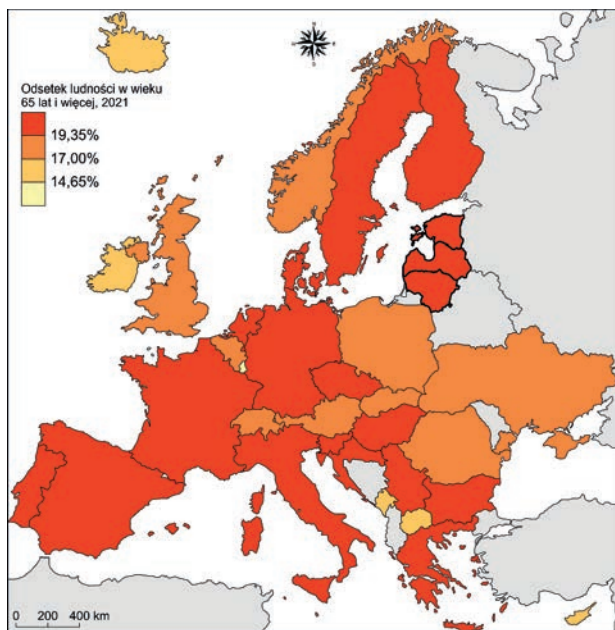 Odsetek ludności w wieku
65 lat i więcej, 2021
19,35%
17,00%
14,65%
0 200 400 km